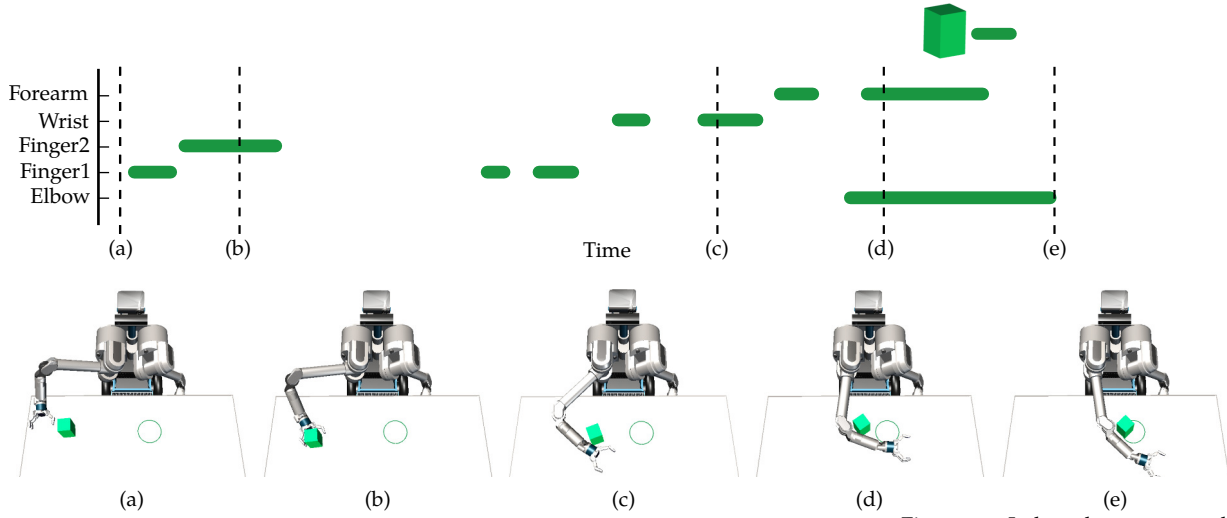 Forearm
Wrist
Finger2
Finger1
Elbow
(a) (b) Time (c) (d) (e)
(a) (b) (c) (d) (e)